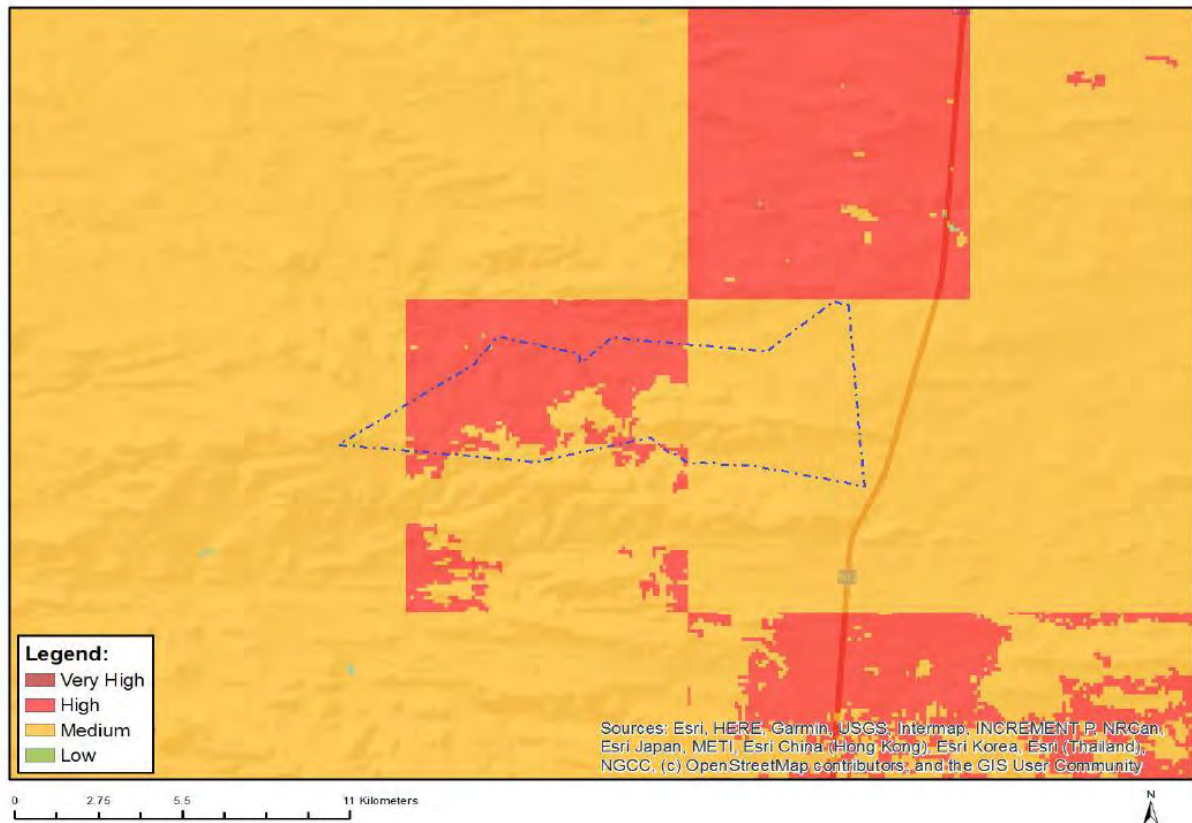 Legend:
Very High
High
Medium
Low
Sources: Esri, HERE, Garmin, USGS, Intermap, INCREMENT P, NRCan,
Esri Japan, METI, Esri China (Hong Kong), Esri Korea, Esri (Thailand),
NGCC, (c) OpenStreetMap contributors, and the GIS User Community
0 2.75 5.5 11 Kilometers
N